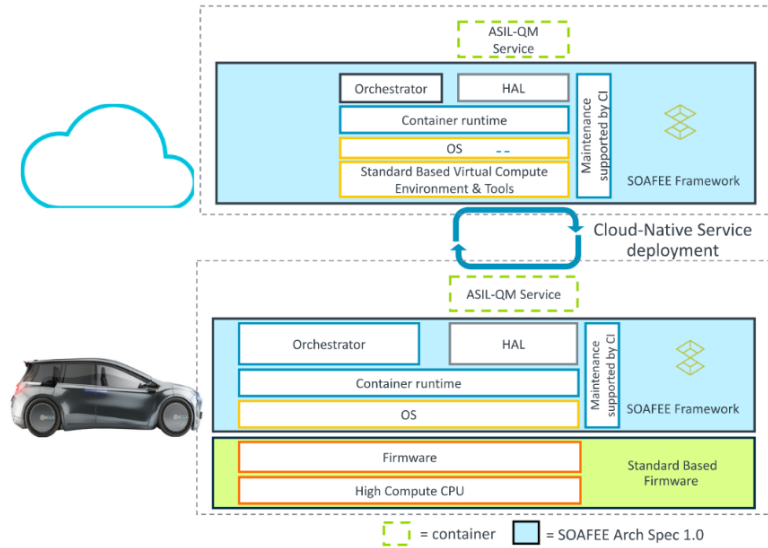 ASIL-QM
Service
Orchestrator
HAL
Container runtime
OS
Standard Based Virtual Compute
Environment & Tools
Maintenance
supported by CI
SOAFEE Framework
Cloud-Native Service
deployment
ASIL-QM Service
Orchestrator
HAL
Container runtime
OS
Maintenance
supported by CI
SOAFEE Framework
Firmware
High Compute CPU
Standard Based
Firmware
= container
= SOAFEE Arch Spec 1.0